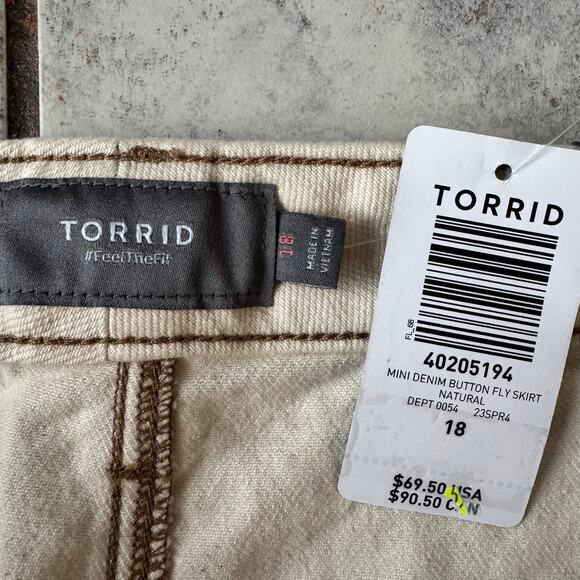 TORRID
#FeelTheFit
18
MADE IN
VIETNAM
TORRID
FL_68
40205194
MINI DENIM BUTTON FLY SKIRT
NATURAL
DEPT 0054 23SPR4
18
$69.50 USA
$90.50 CAN